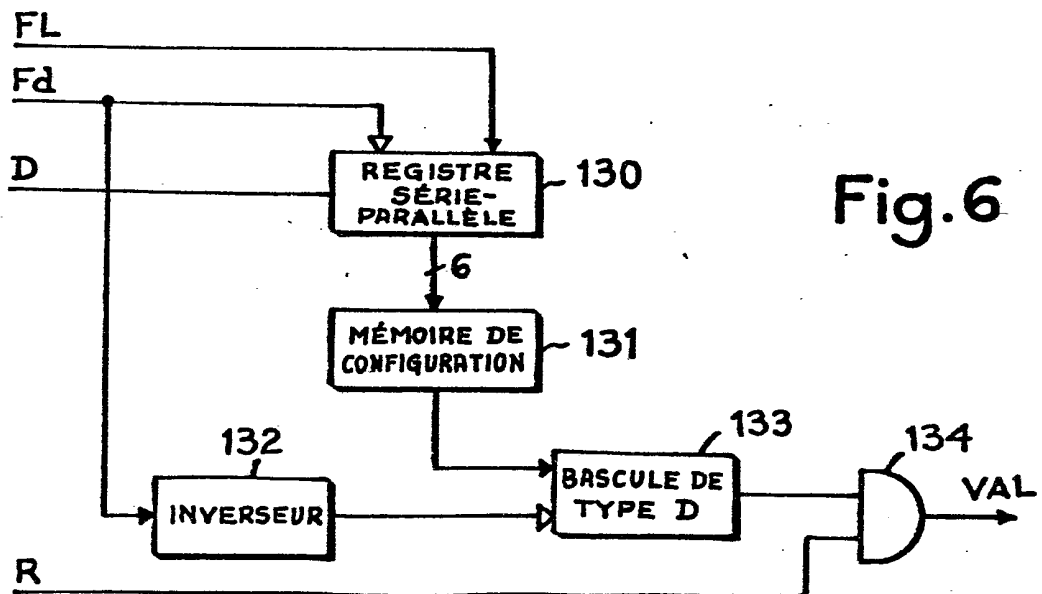 FL
Fd
D
REGISTRE
SÉRIE-
PARALLÈLE
130
Fig. 6
6
MÉMOIRE DE
CONFIGURATION
131
132
INVERSEUR
133
BASCULE DE
TYPE D
134
VAL
R